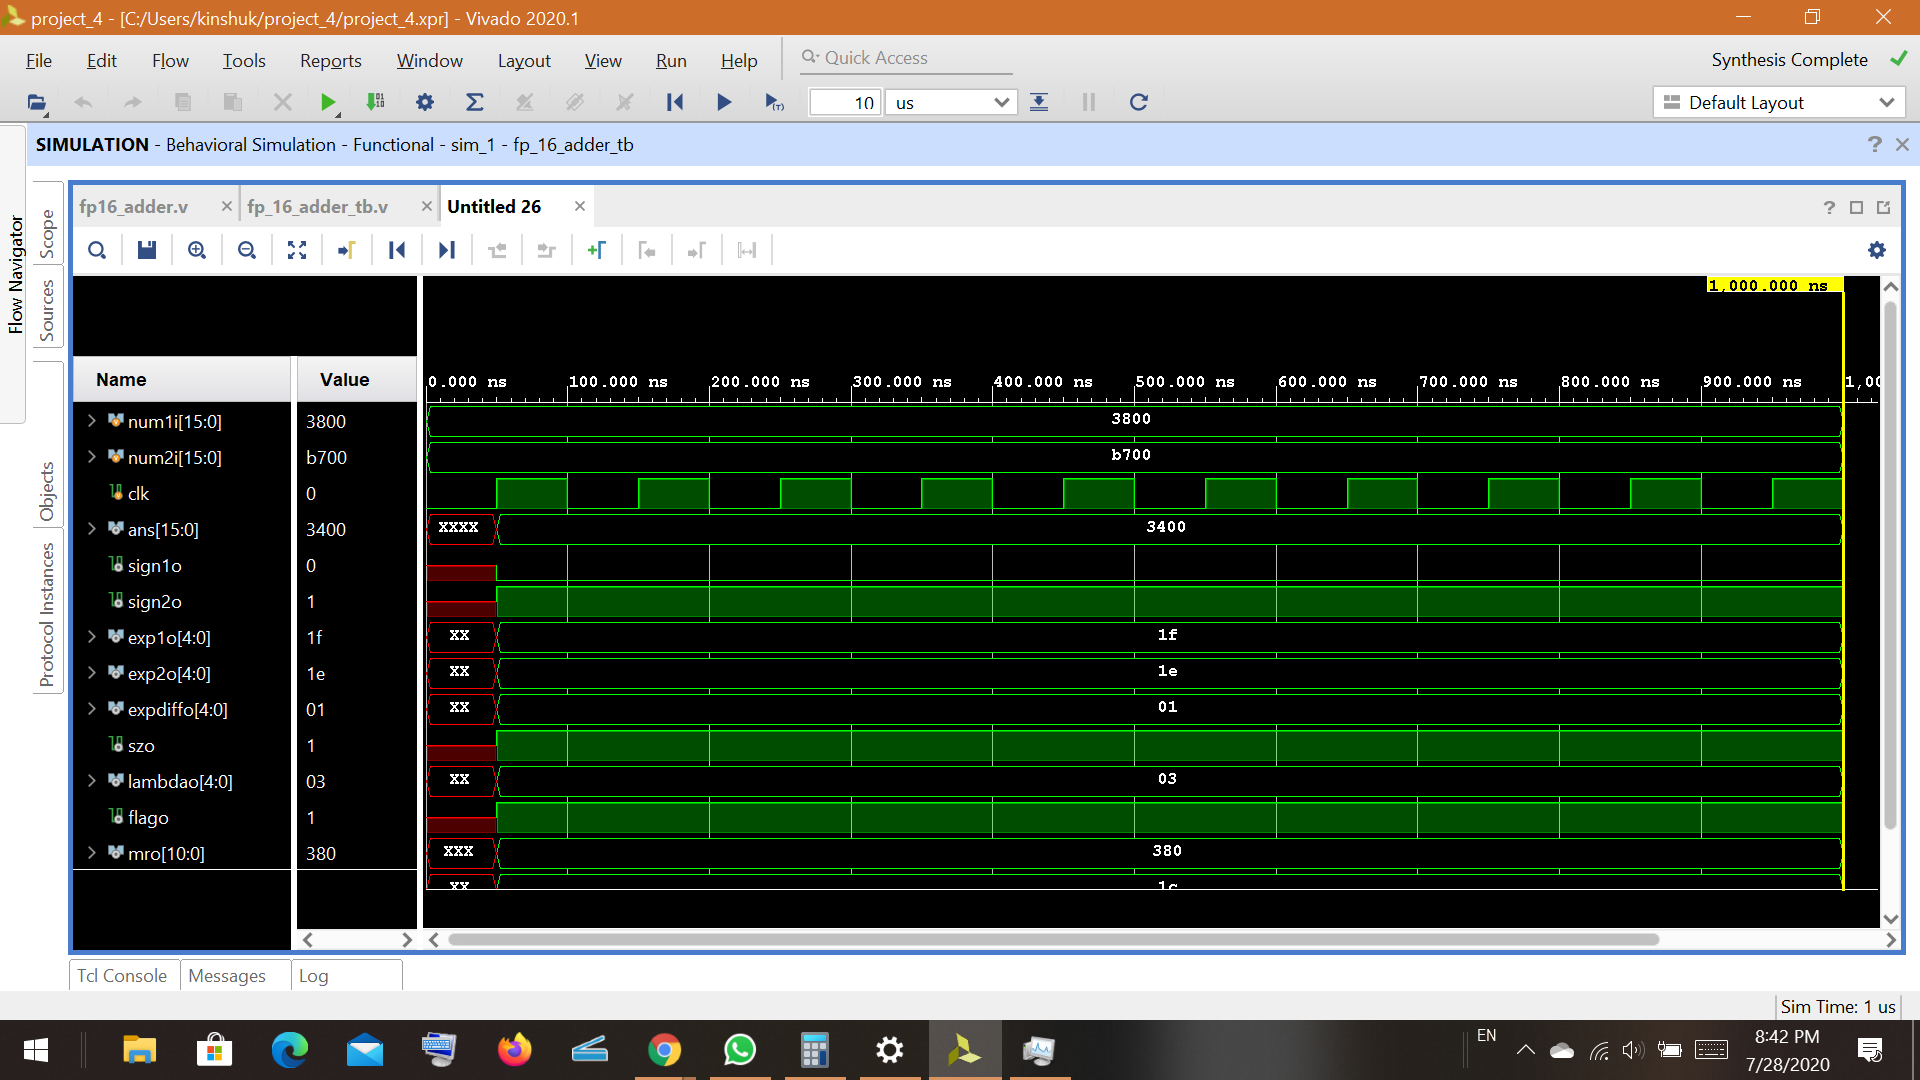 project_4 - [C:/Users/kinshuk/project_4/project_4.xpr] - Vivado 2020.1
File Edit Flow Tools Reports Window Layout View Run Help Quick Access Synthesis Complete
10 us Default Layout
SIMULATION - Behavioral Simulation - Functional - sim_1 - fp_16_adder_tb
Flow Navigator
Scope
Sources
Objects
Protocol Instances
fp16_adder.v fp_16_adder_tb.v Untitled 26
1,000.000 ns
Name Value 0.000 ns 100.000 ns 200.000 ns 300.000 ns 400.000 ns 500.000 ns 600.000 ns 700.000 ns 800.000 ns 900.000 ns 1,00
num1i[15:0] 3800 3800
num2i[15:0] b700 b700
clk 0
ans[15:0] 3400 XXXX 3400
sign1o 0
sign2o 1
exp1o[4:0] 1f XX 1f
exp2o[4:0] 1e XX 1e
expdiffo[4:0] 01 XX 01
szo 1
lambdao[4:0] 03 XX 03
flago 1
mro[10:0] 380 XXX 380
XX 1c
Tcl Console Messages Log
Sim Time: 1 us
EN
8:42 PM
7/28/2020